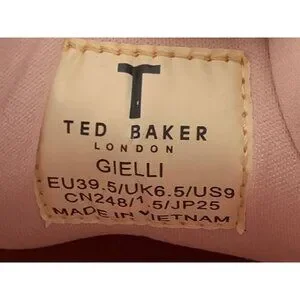 T
TED BAKER
LONDON
GIELLI
EU39.5/UK6.5/US9
CN248/1.5/JP25
MADE IN VIETNAM